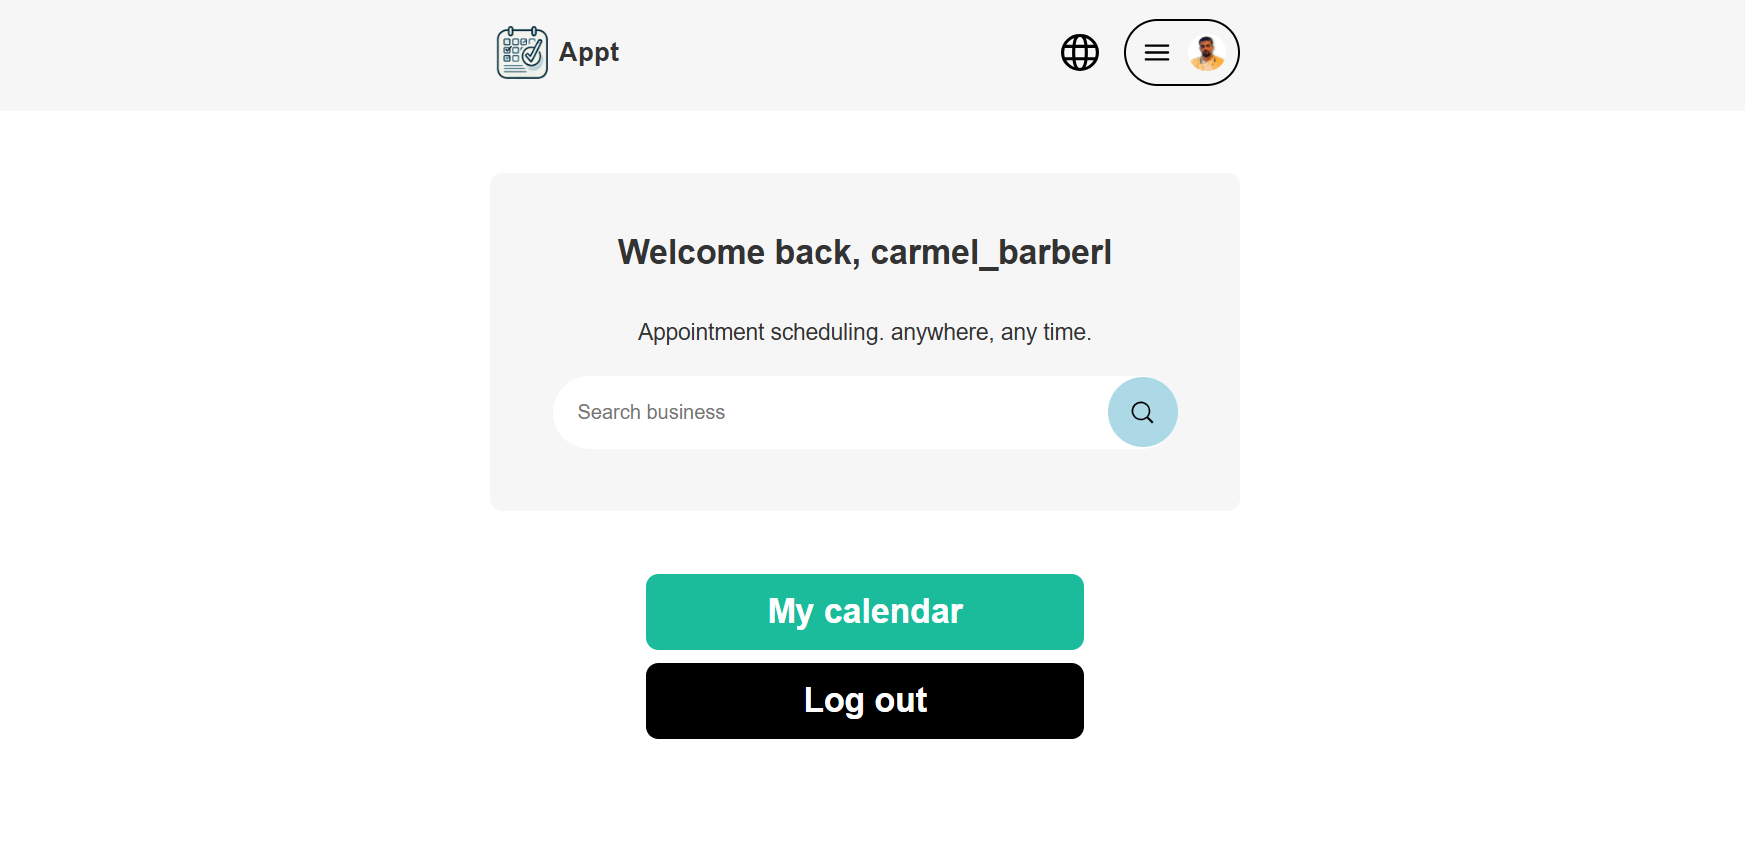 Appt
Welcome back, carmel_barberl
Appointment scheduling. anywhere, any time.
Search business
My calendar
Log out